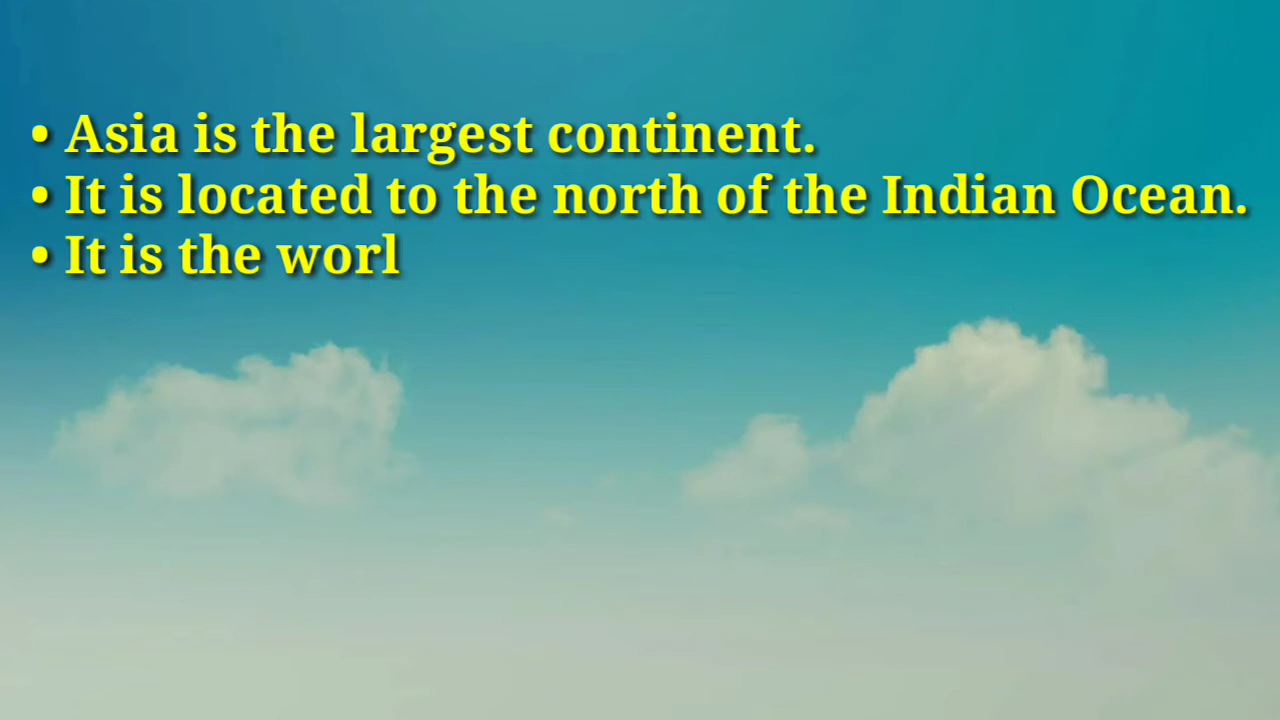 • Asia is the largest continent.
• It is located to the north of the Indian Ocean.
• It is the worl